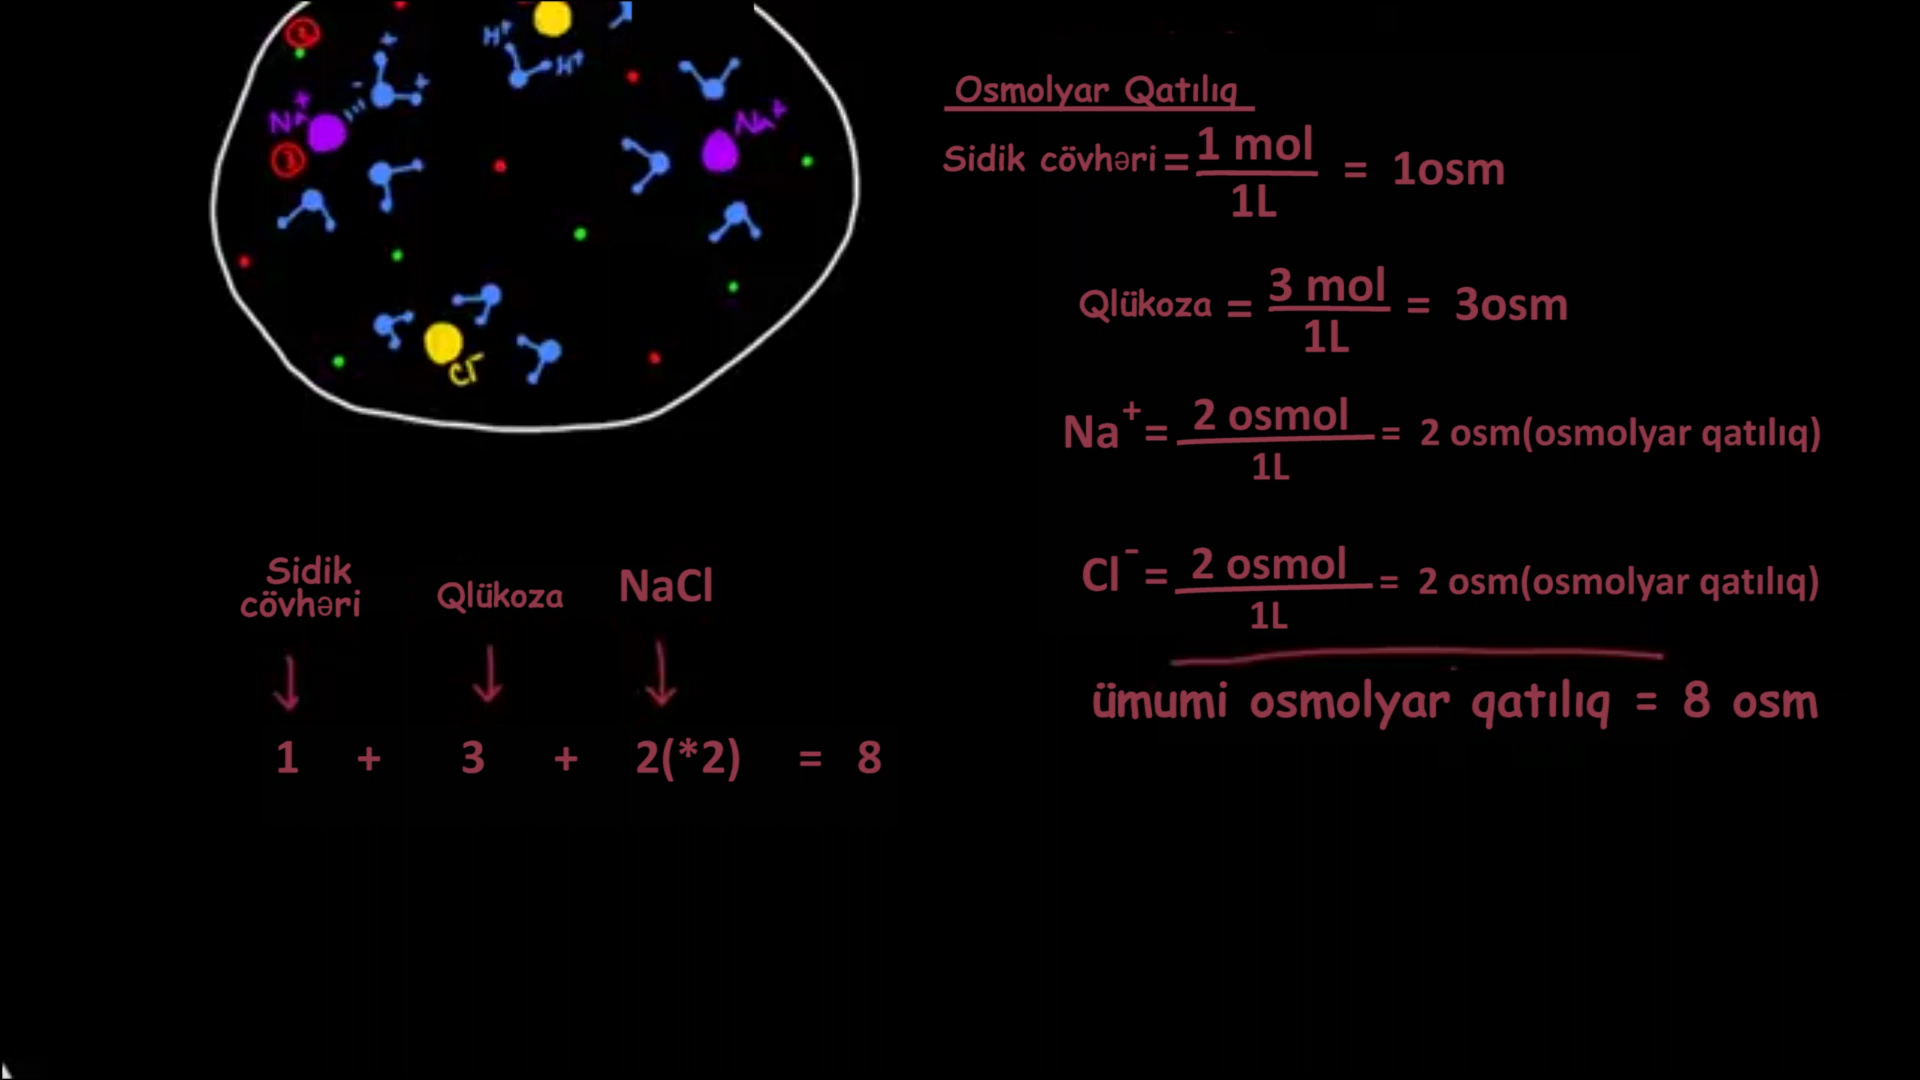 2
H⁺
H⁺
+
- +
Na⁺
3
Na⁺
Cl⁻
Osmolyar Qatılıq
Sidik cövhəri = 1 mol / 1L = 1osm
Qlükoza = 3 mol / 1L = 3osm
Na⁺ = 2 osmol / 1L = 2 osm(osmolyar qatılıq)
Cl⁻ = 2 osmol / 1L = 2 osm(osmolyar qatılıq)
ümumi osmolyar qatılıq = 8 osm
Sidik
cövhəri
Qlükoza
NaCl
1 + 3 + 2(*2) = 8